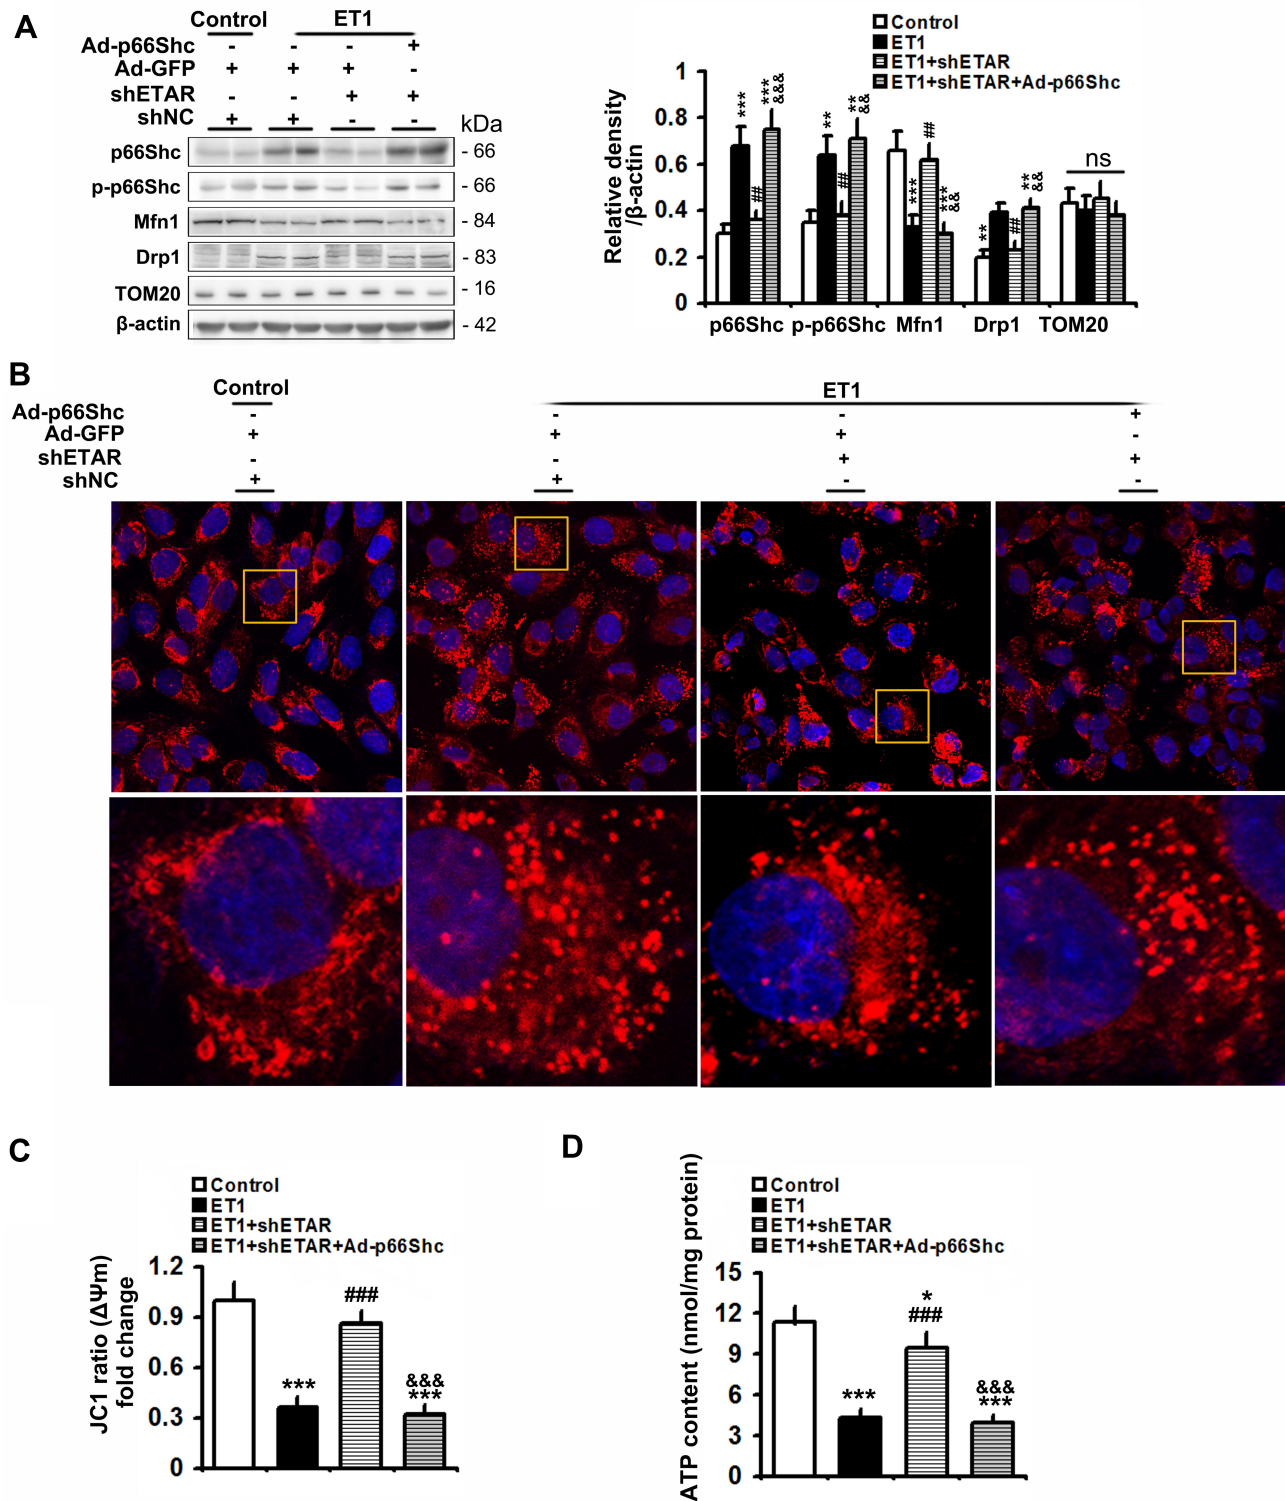 A
Control ET1
Ad-p66Shc - - - +
Ad-GFP + + + -
shETAR - - + +
shNC + + - -
kDa
p66Shc - 66
p-p66Shc - 66
Mfn1 - 84
Drp1 - 83
TOM20 - 16
β-actin - 42
Control
ET1
ET1+shETAR
ET1+shETAR+Ad-p66Shc
Relative density
/β-actin
1
0.8
0.6
0.4
0.2
0
*** ## *** &&&
** ## ** &&
*** ## *** &&
** ## ** &&
ns
p66Shc p-p66Shc Mfn1 Drp1 TOM20
B
Control ET1
Ad-p66Shc - - - +
Ad-GFP + + + -
shETAR - - + +
shNC + + - -
C
Control
ET1
ET1+shETAR
ET1+shETAR+Ad-p66Shc
JC1 ratio (ΔΨm)
fold change
1.2
0.9
0.6
0.3
0
***
###
&&&
***
D
Control
ET1
ET1+shETAR
ET1+shETAR+Ad-p66Shc
ATP content (nmol/mg protein)
15
12
9
6
3
0
***
*
###
&&&
***